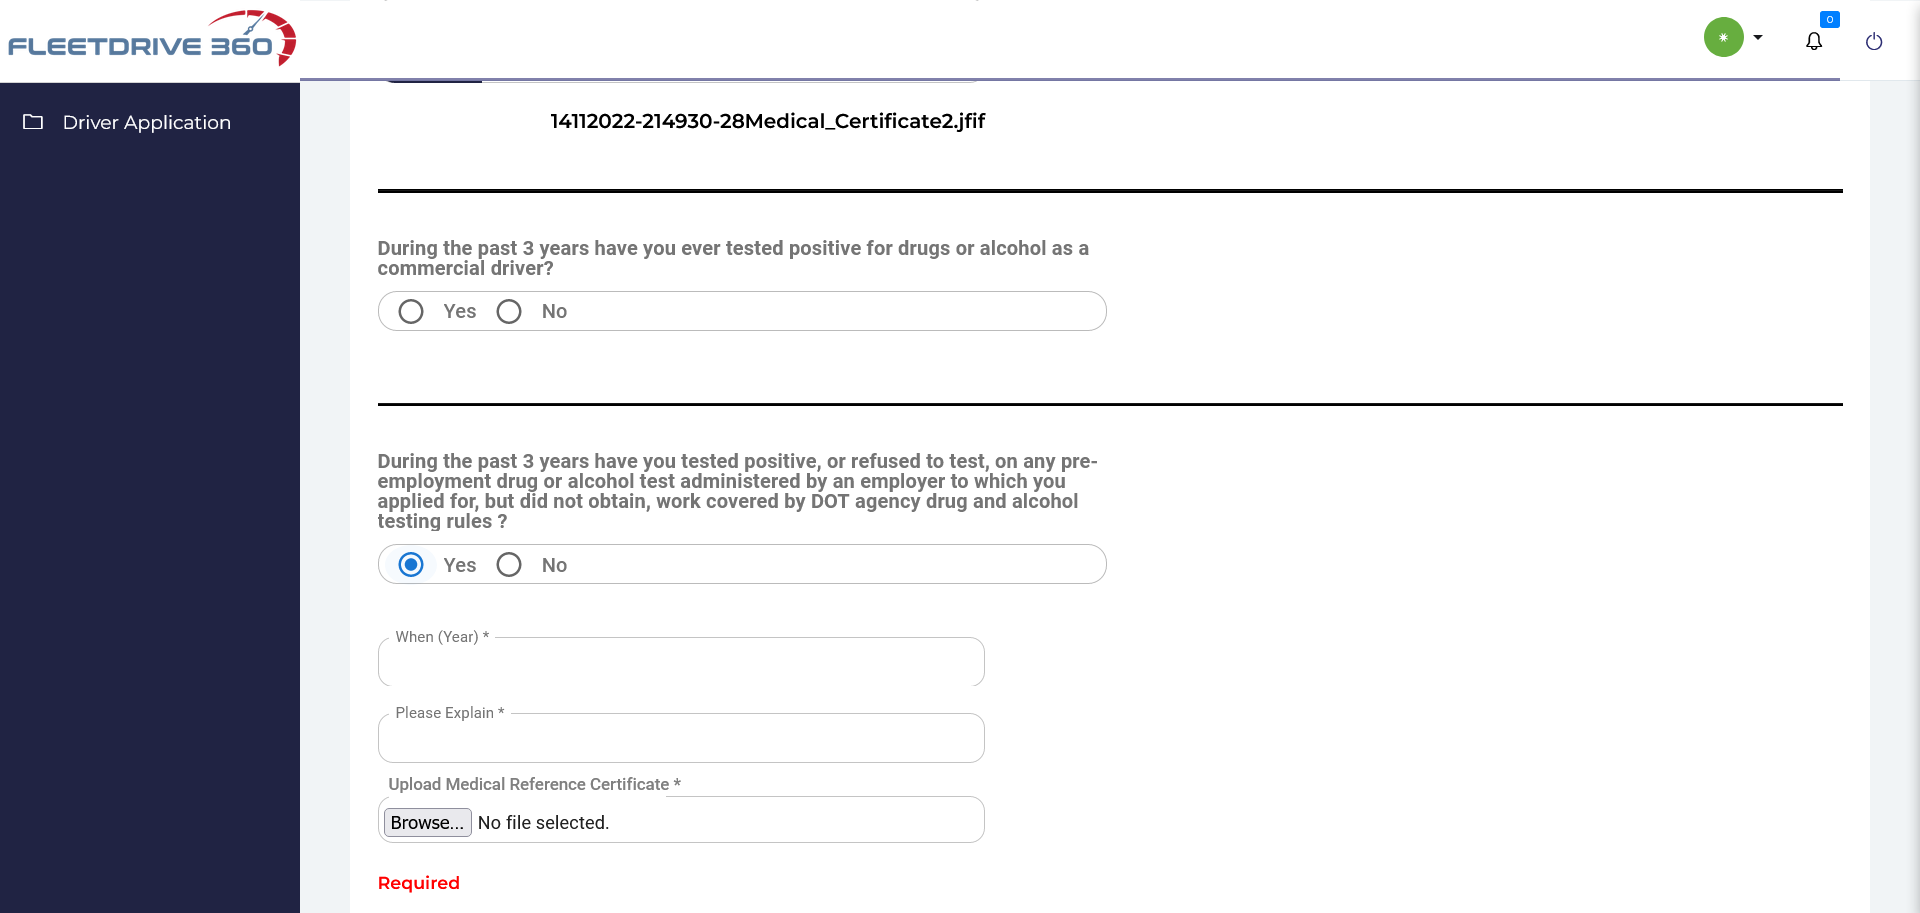 FLEETDRIVE 360
0
Driver Application
14112022-214930-28Medical_Certificate2.jfif
During the past 3 years have you ever tested positive for drugs or alcohol as a
commercial driver?
Yes No
During the past 3 years have you tested positive, or refused to test, on any pre-
employment drug or alcohol test administered by an employer to which you
applied for, but did not obtain, work covered by DOT agency drug and alcohol
testing rules ?
Yes No
When (Year) *
Please Explain *
Upload Medical Reference Certificate *
Browse... No file selected.
Required